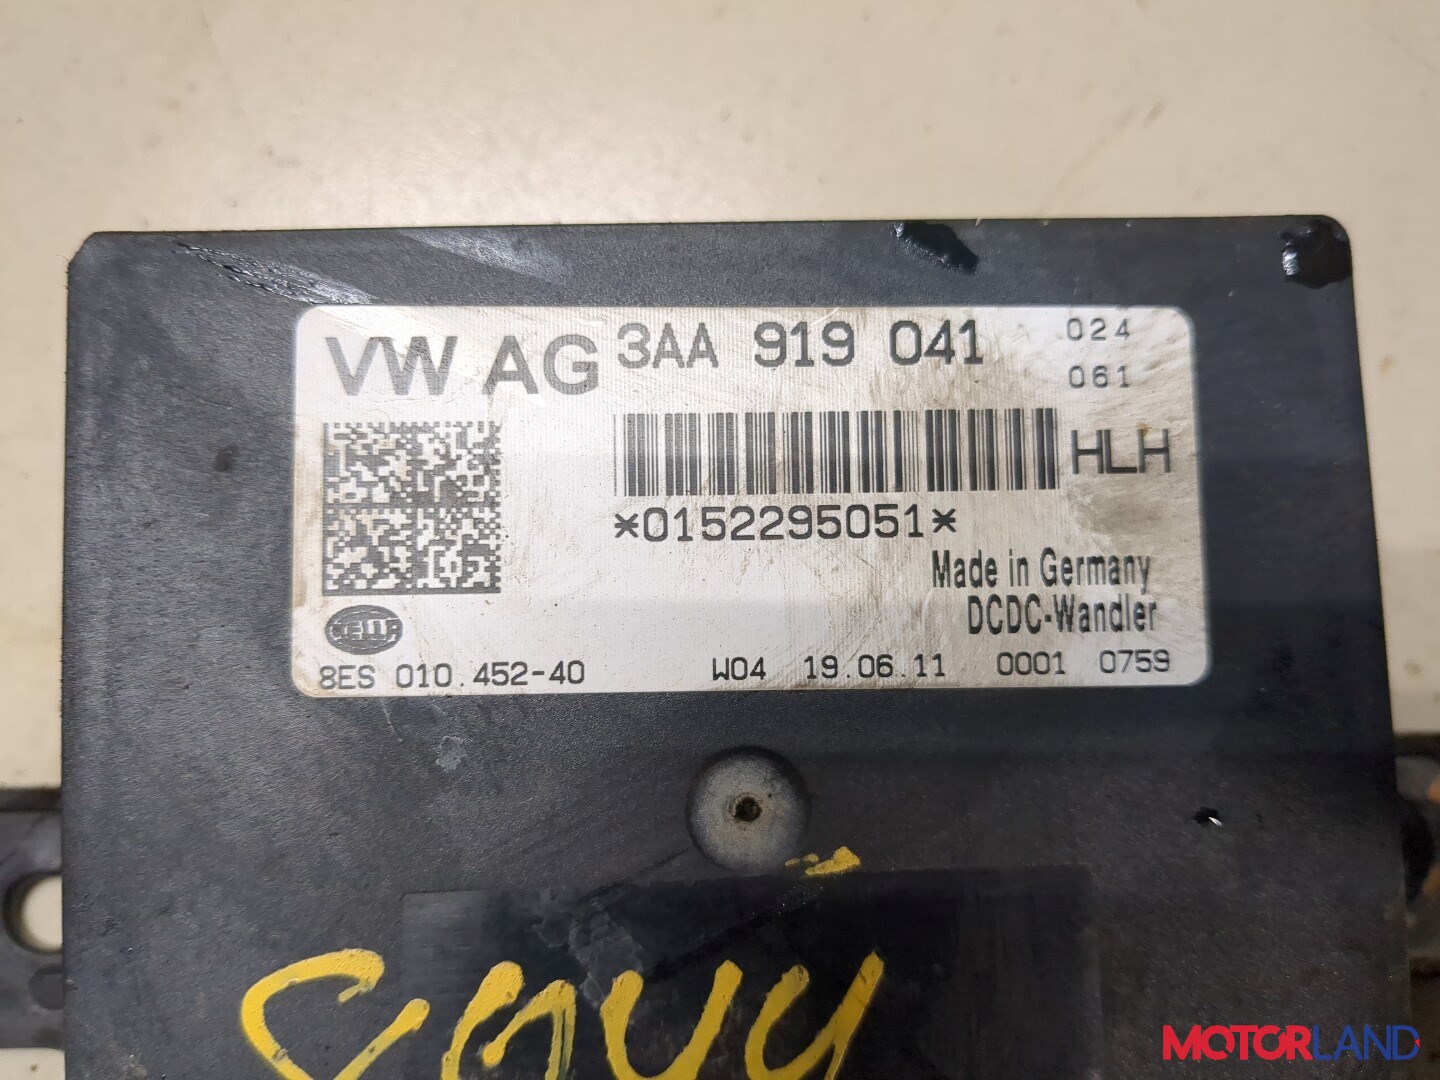 VW AG 3AA 919 041 024
061
HLH
*0152295051*
Made in Germany
DCDC-Wandler
HELLA
8ES 010.452-40 W04 19.06.11 0001 0759
MOTORLAND